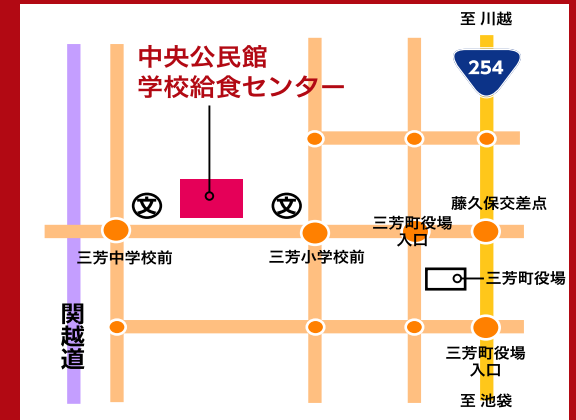 至 川越
中央公民館
学校給食センター
254
文
文
藤久保交差点
三芳町役場
入口
三芳中学校前
三芳小学校前
三芳町役場
関越道
三芳町役場
入口
至 池袋